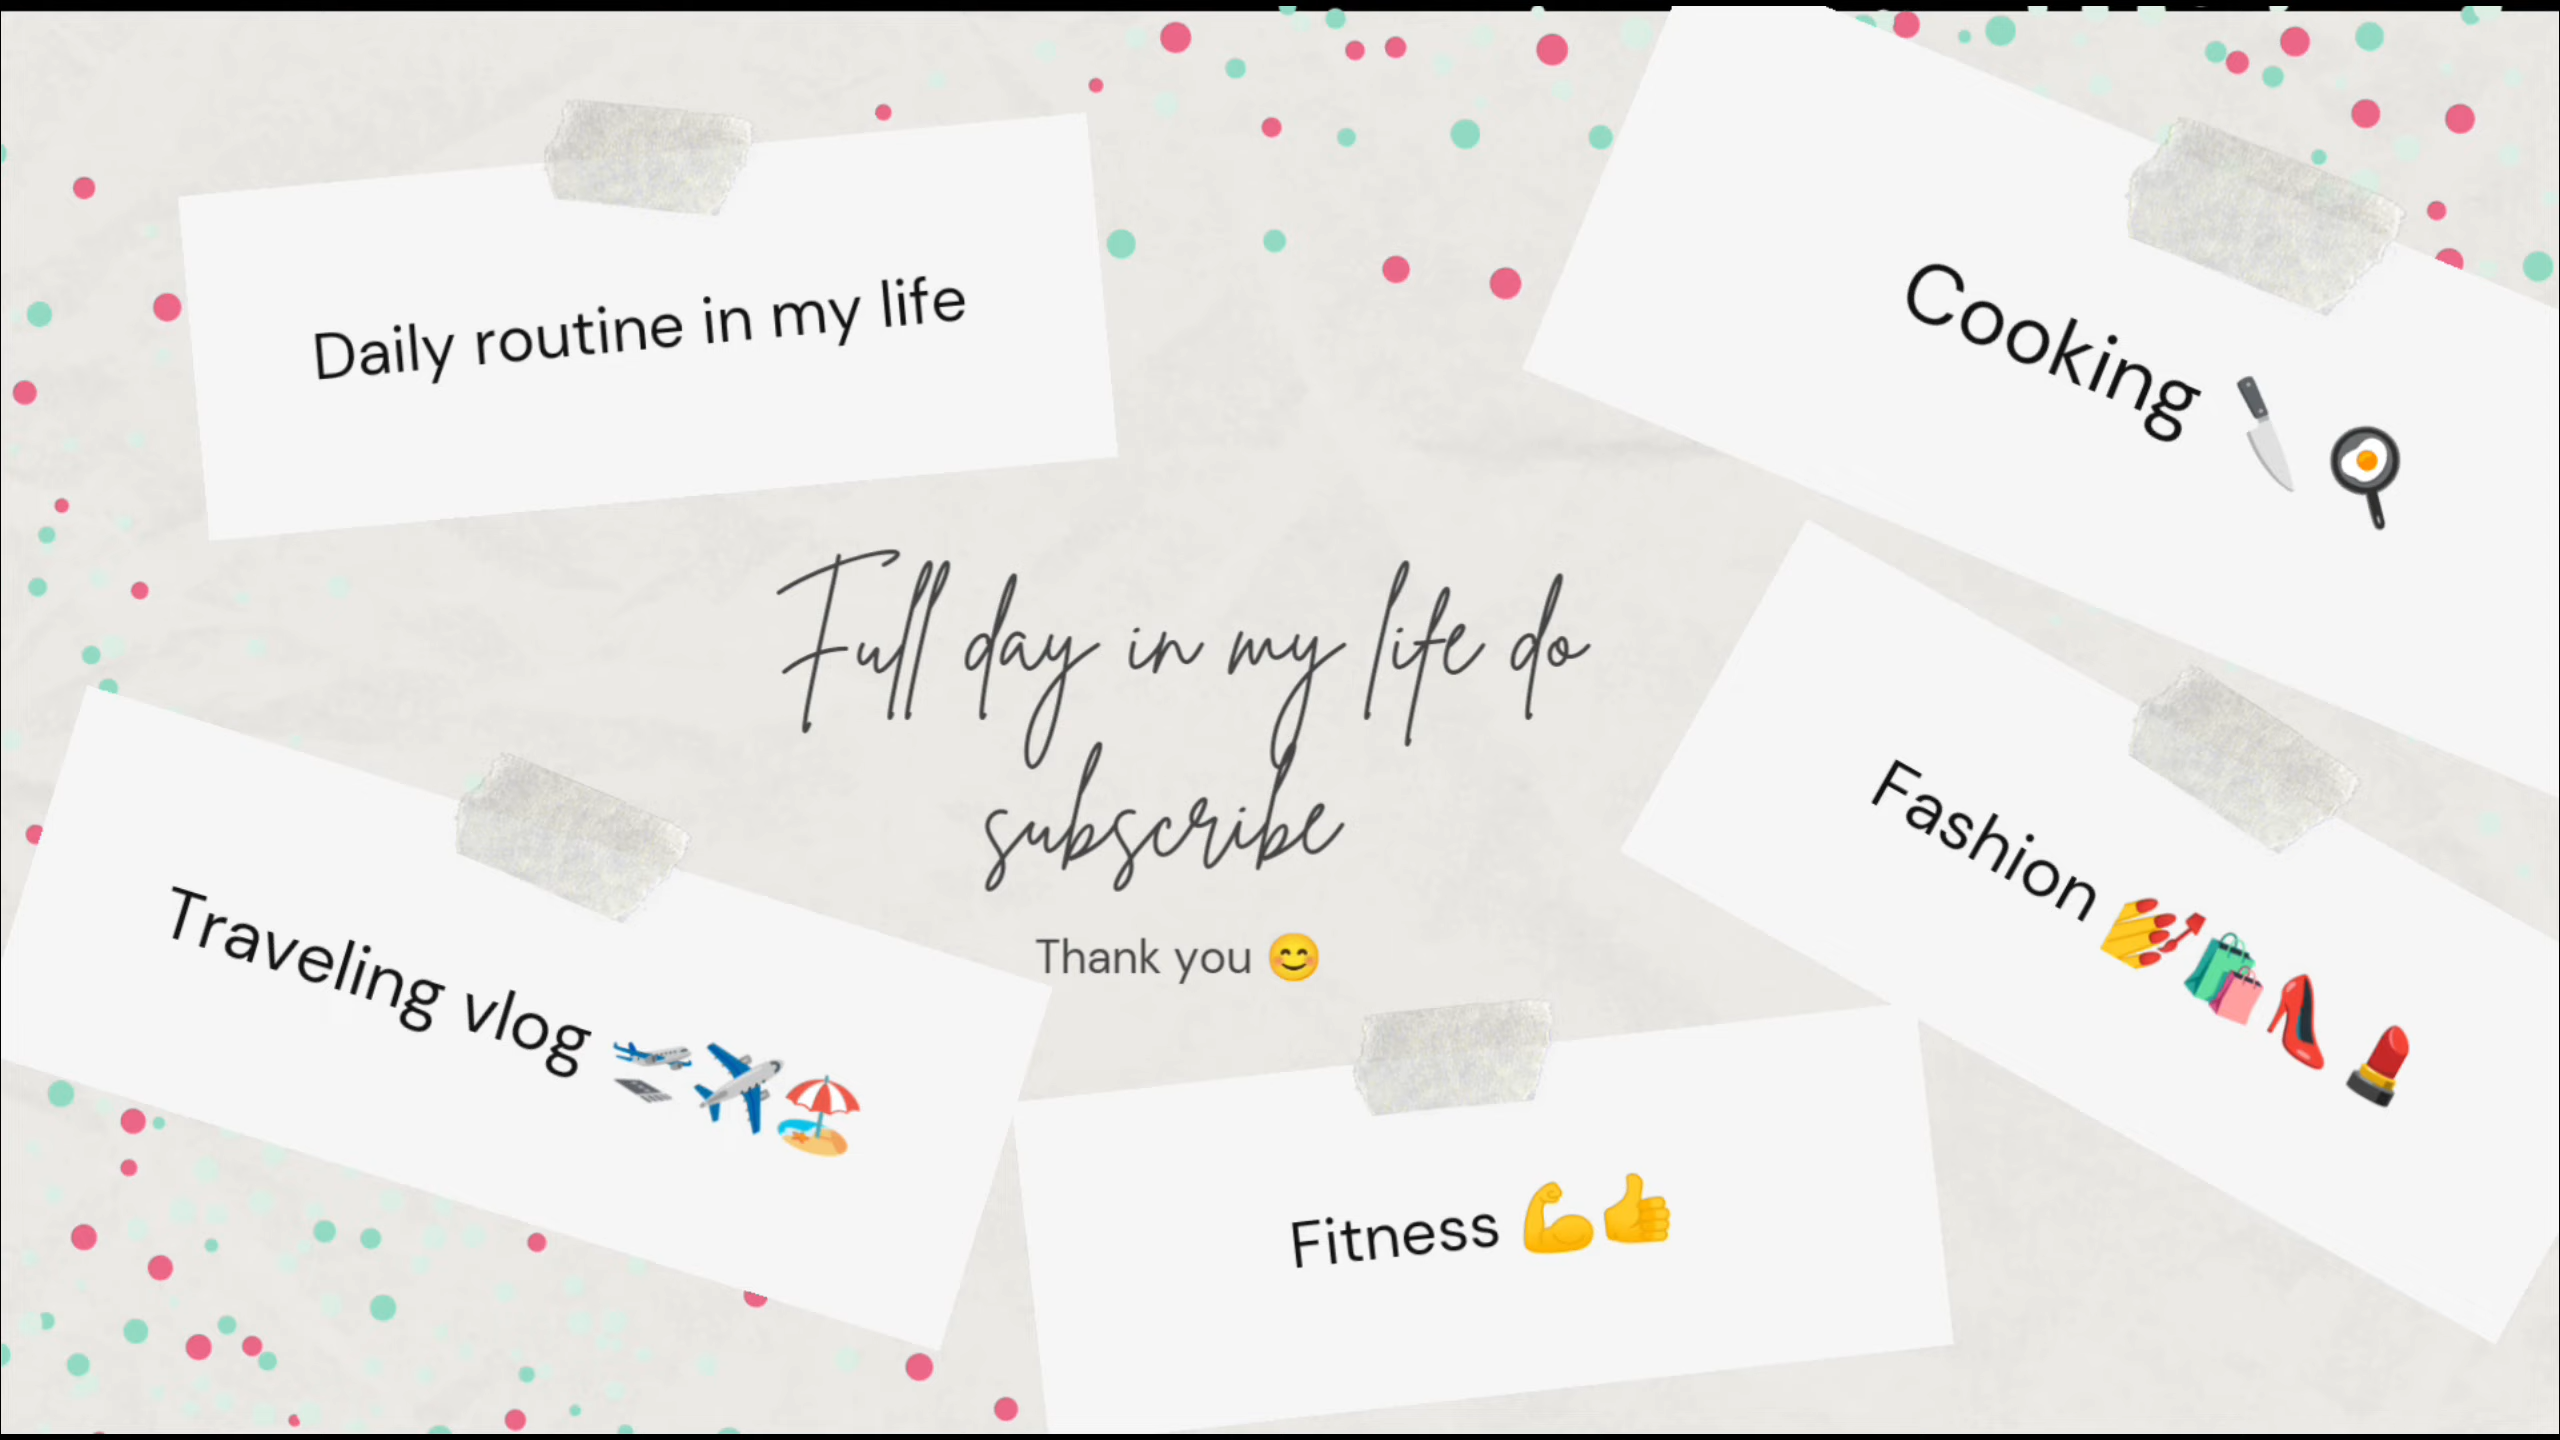 Daily routine in my life
Cooking 🔪 🍳
Full day in my life do
subscribe
Thank you 😊
Fashion 💅🛍️👠 💄
Traveling vlog 🛬✈️🏖️
Fitness 💪👍